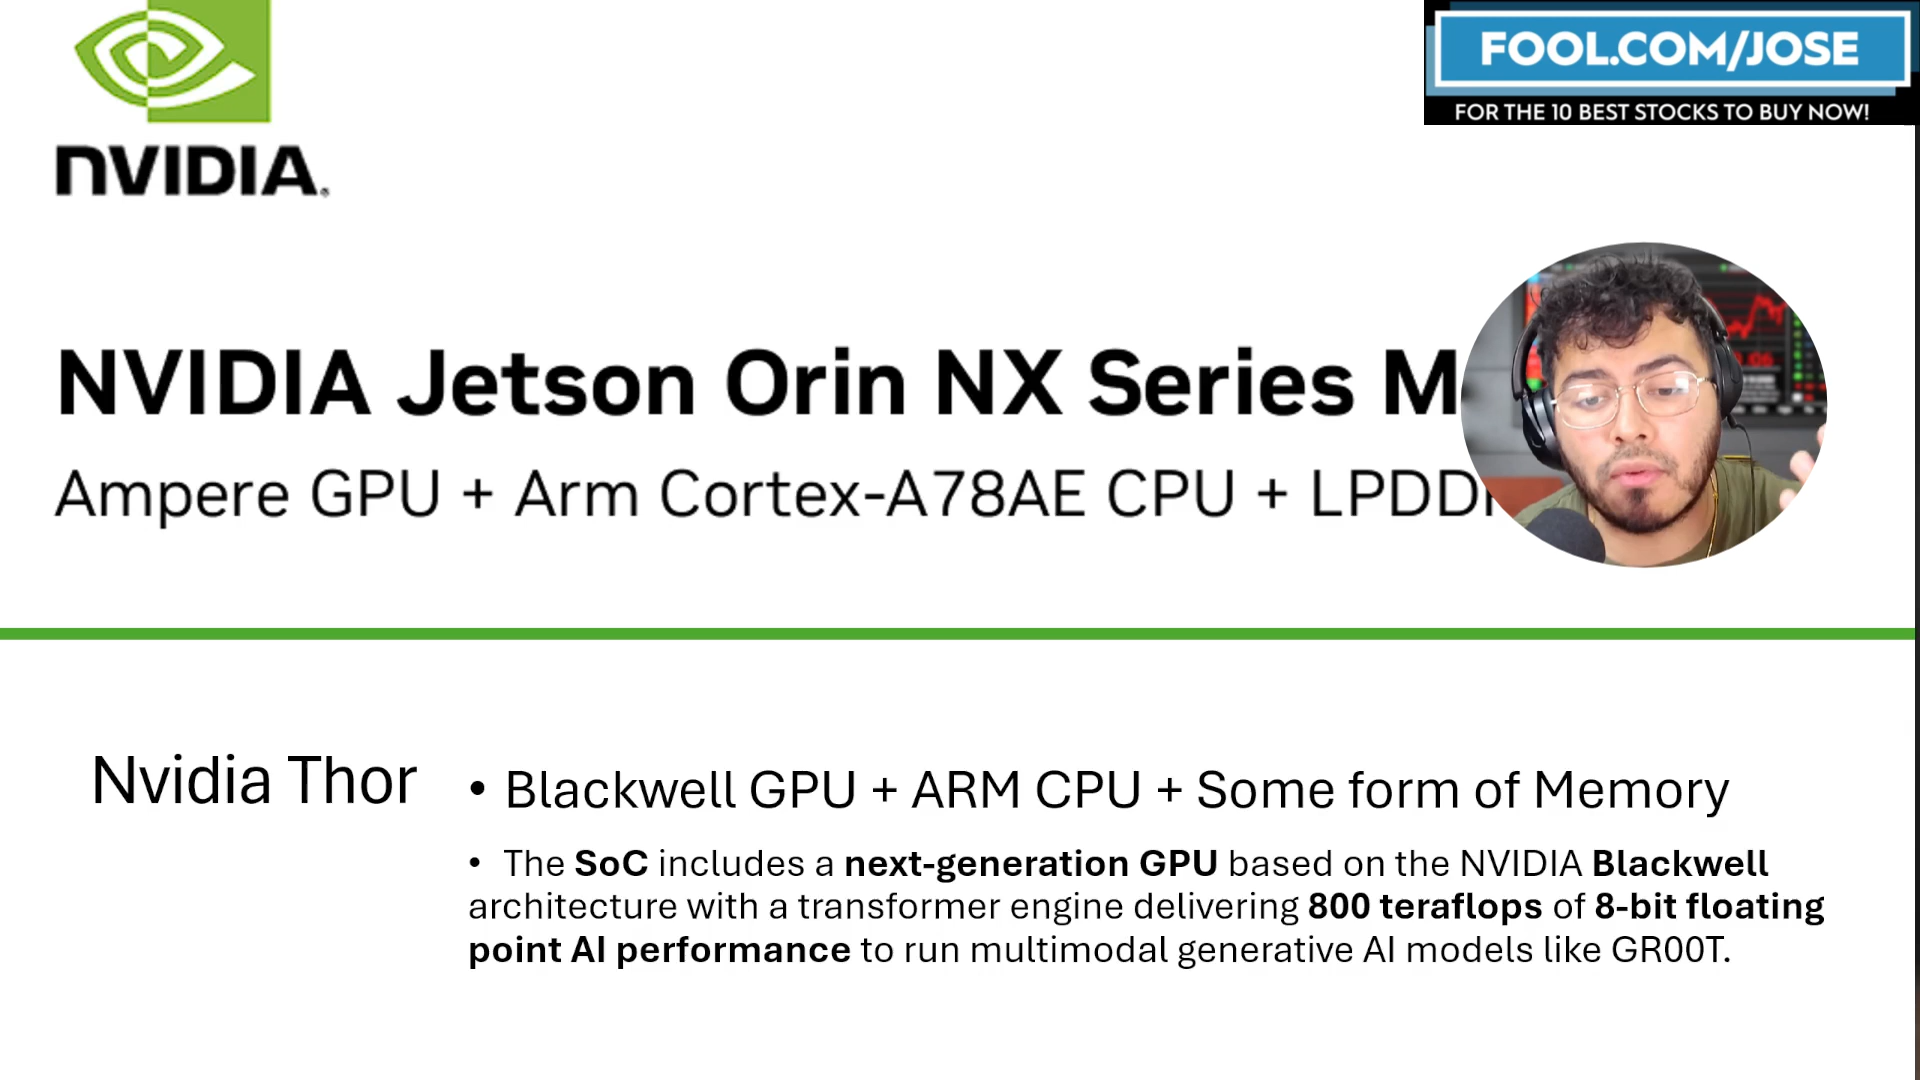 NVIDIA.
FOOL.COM/JOSE
FOR THE 10 BEST STOCKS TO BUY NOW!
NVIDIA Jetson Orin NX Series
Ampere GPU + Arm Cortex-A78AE CPU +
Nvidia Thor
• Blackwell GPU + ARM CPU + Some form of Memory
• The SoC includes a next-generation GPU based on the NVIDIA Blackwell
architecture with a transformer engine delivering 800 teraflops of 8-bit floating
point AI performance to run multimodal generative AI models like GR00T.